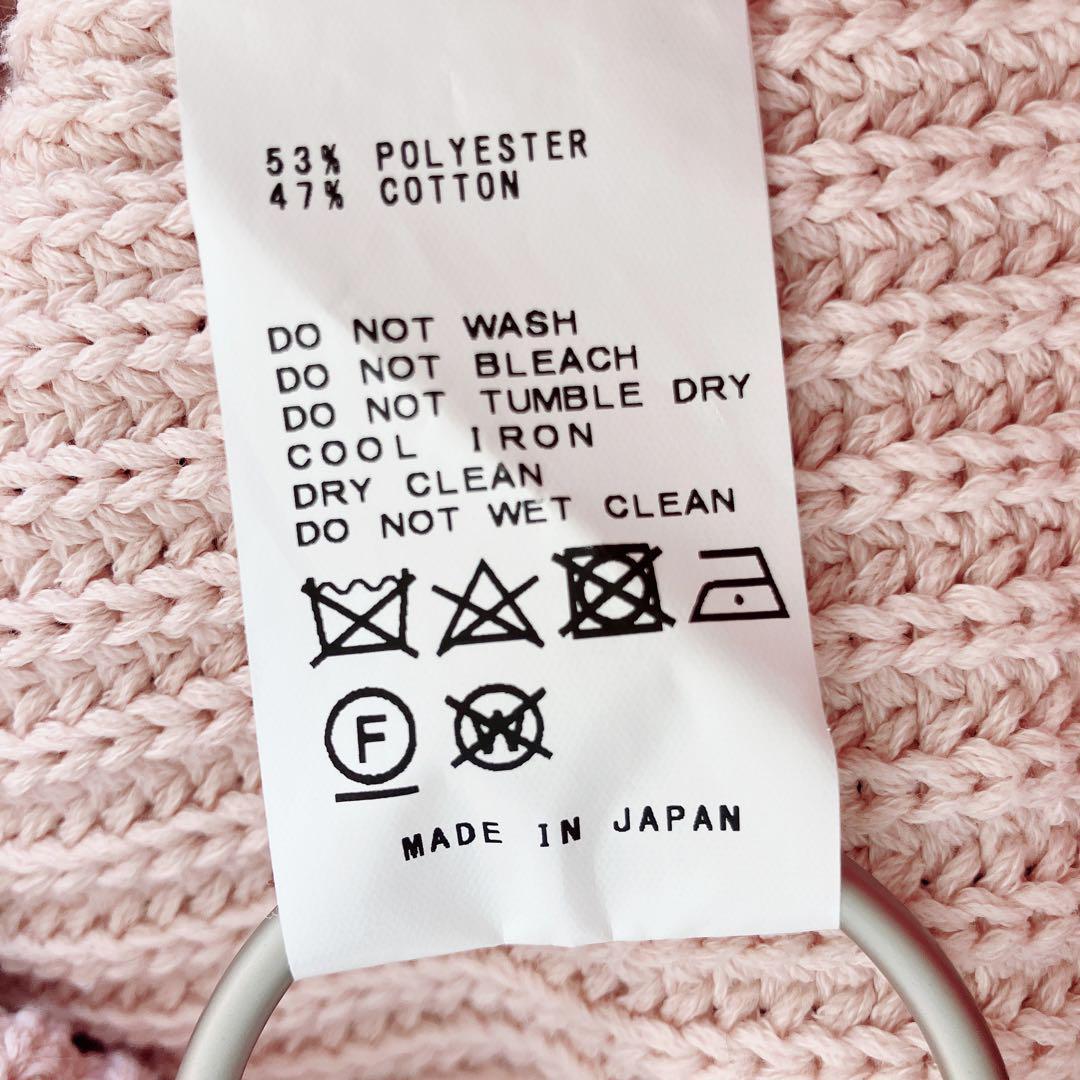 53% POLYESTER
47% COTTON
DO NOT WASH
DO NOT BLEACH
DO NOT TUMBLE DRY
COOL IRON
DRY CLEAN
DO NOT WET CLEAN
F W
MADE IN JAPAN